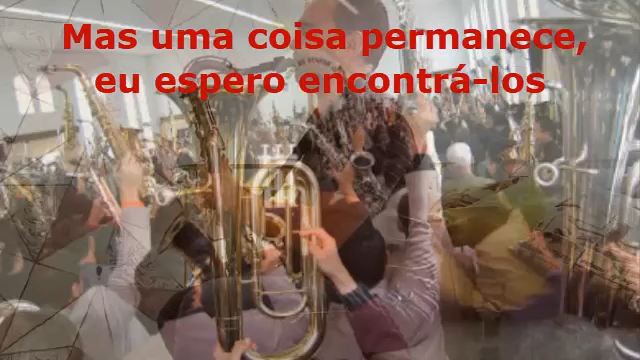 Mas uma coisa permanece,
eu espero encontrá-los